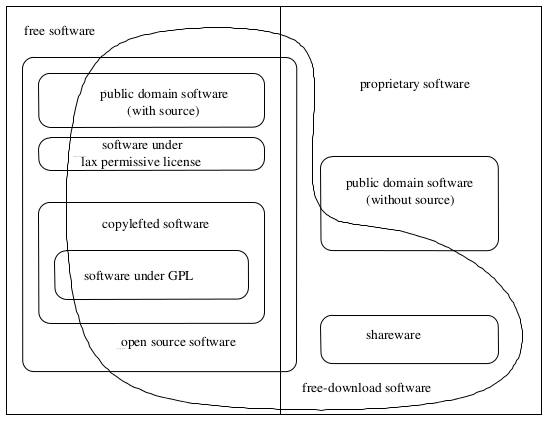 free software
proprietary software
public domain software
(with source)
software under
lax permissive license
public domain software
(without source)
copylefted software
software under GPL
shareware
open source software
free-download software